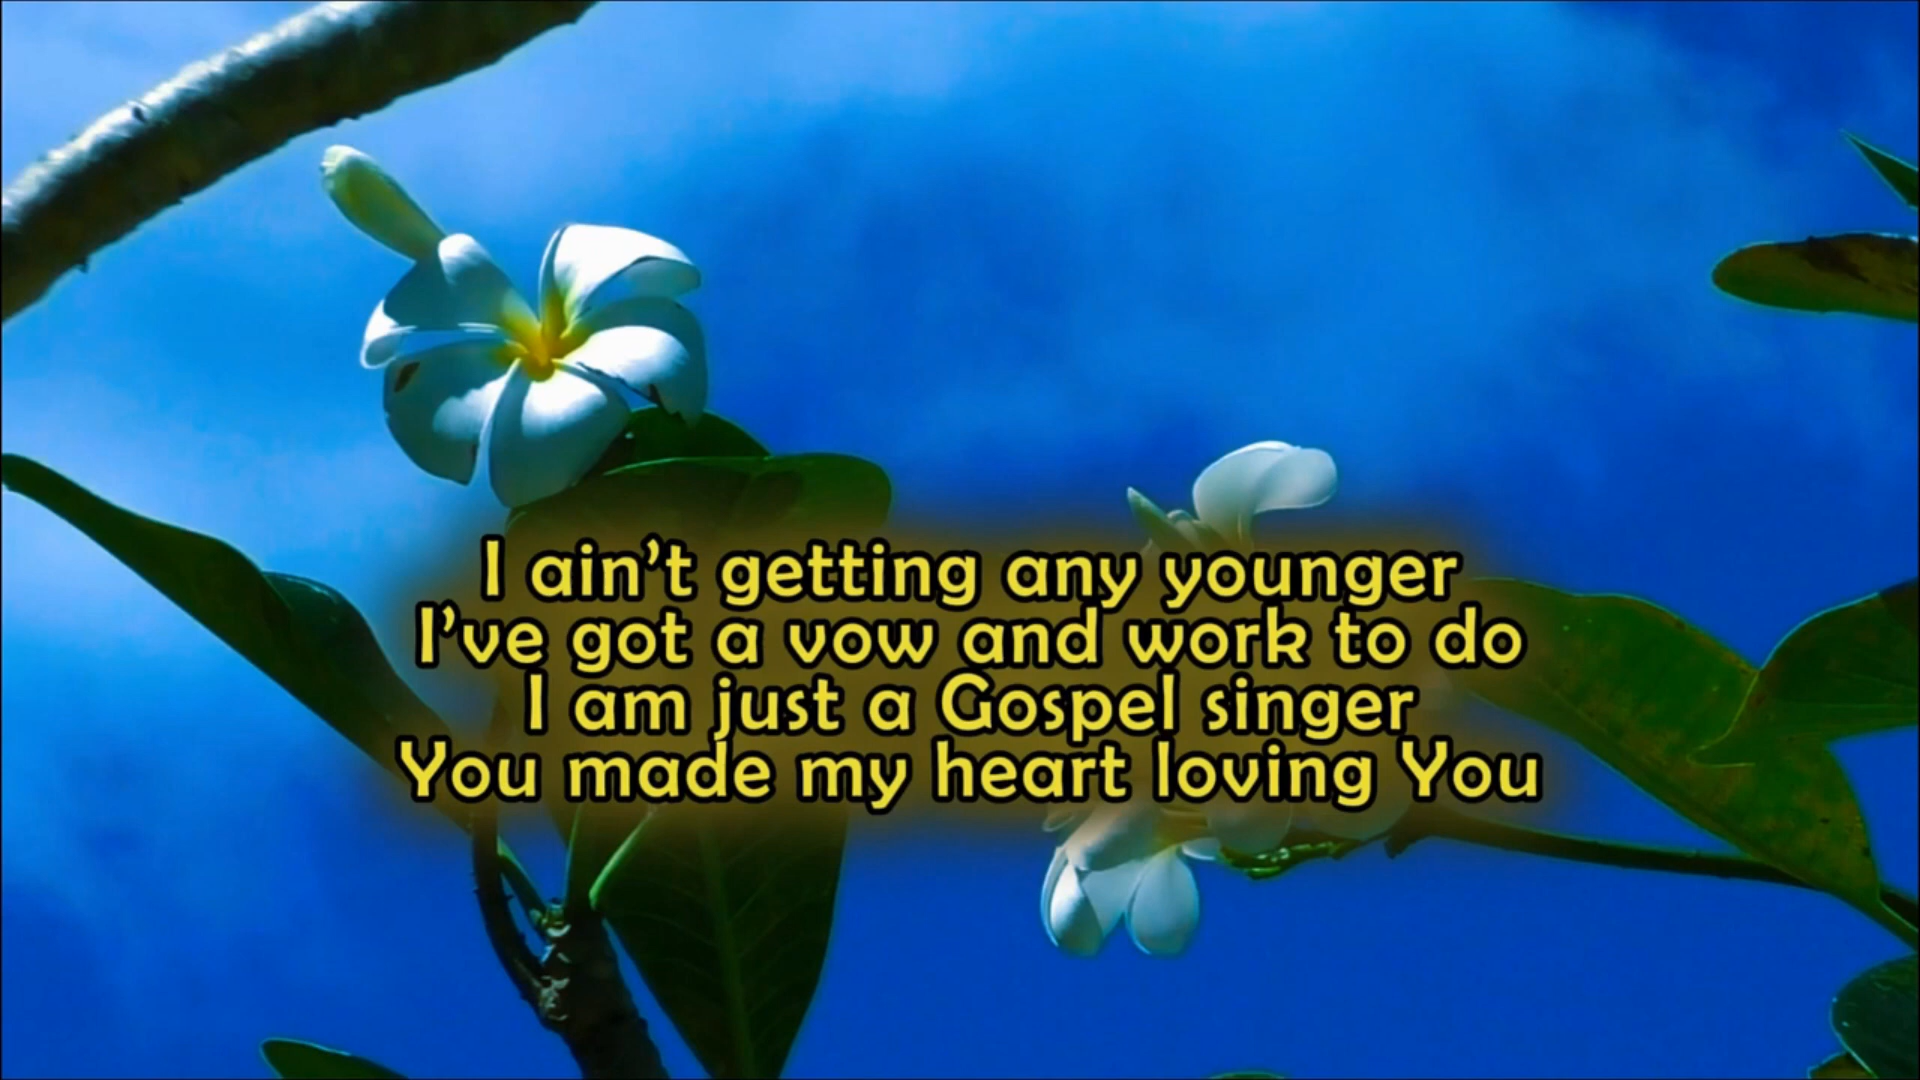 I ain't getting any younger
I've got a vow and work to do
I am just a Gospel singer
You made my heart loving You